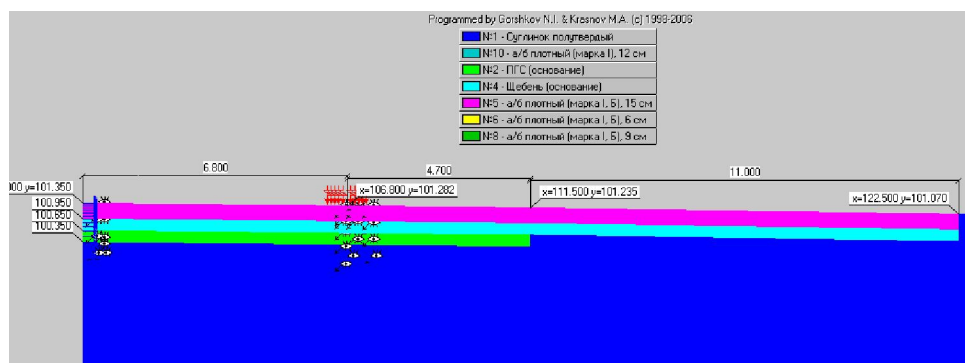 Programmed by Gorshkov N.I. & Krasnov M.A. (c) 1998-2006
№1 - Суглинок полутвердый
№10 - а/б плотный (марка I), 12 см
№2 - ПГС (основание)
№4 - Щебень (основание)
№5 - а/б плотный (марка I, Б), 15 см
№6 - а/б плотный (марка I, Б), 6 см
№8 - а/б плотный (марка I, Б), 9 см
6.800 4.700 11.000
000 y=101.350 x=106.800 y=101.282 x=111.500 y=101.235 x=122.500 y=101.070
100.950
100.650
100.350